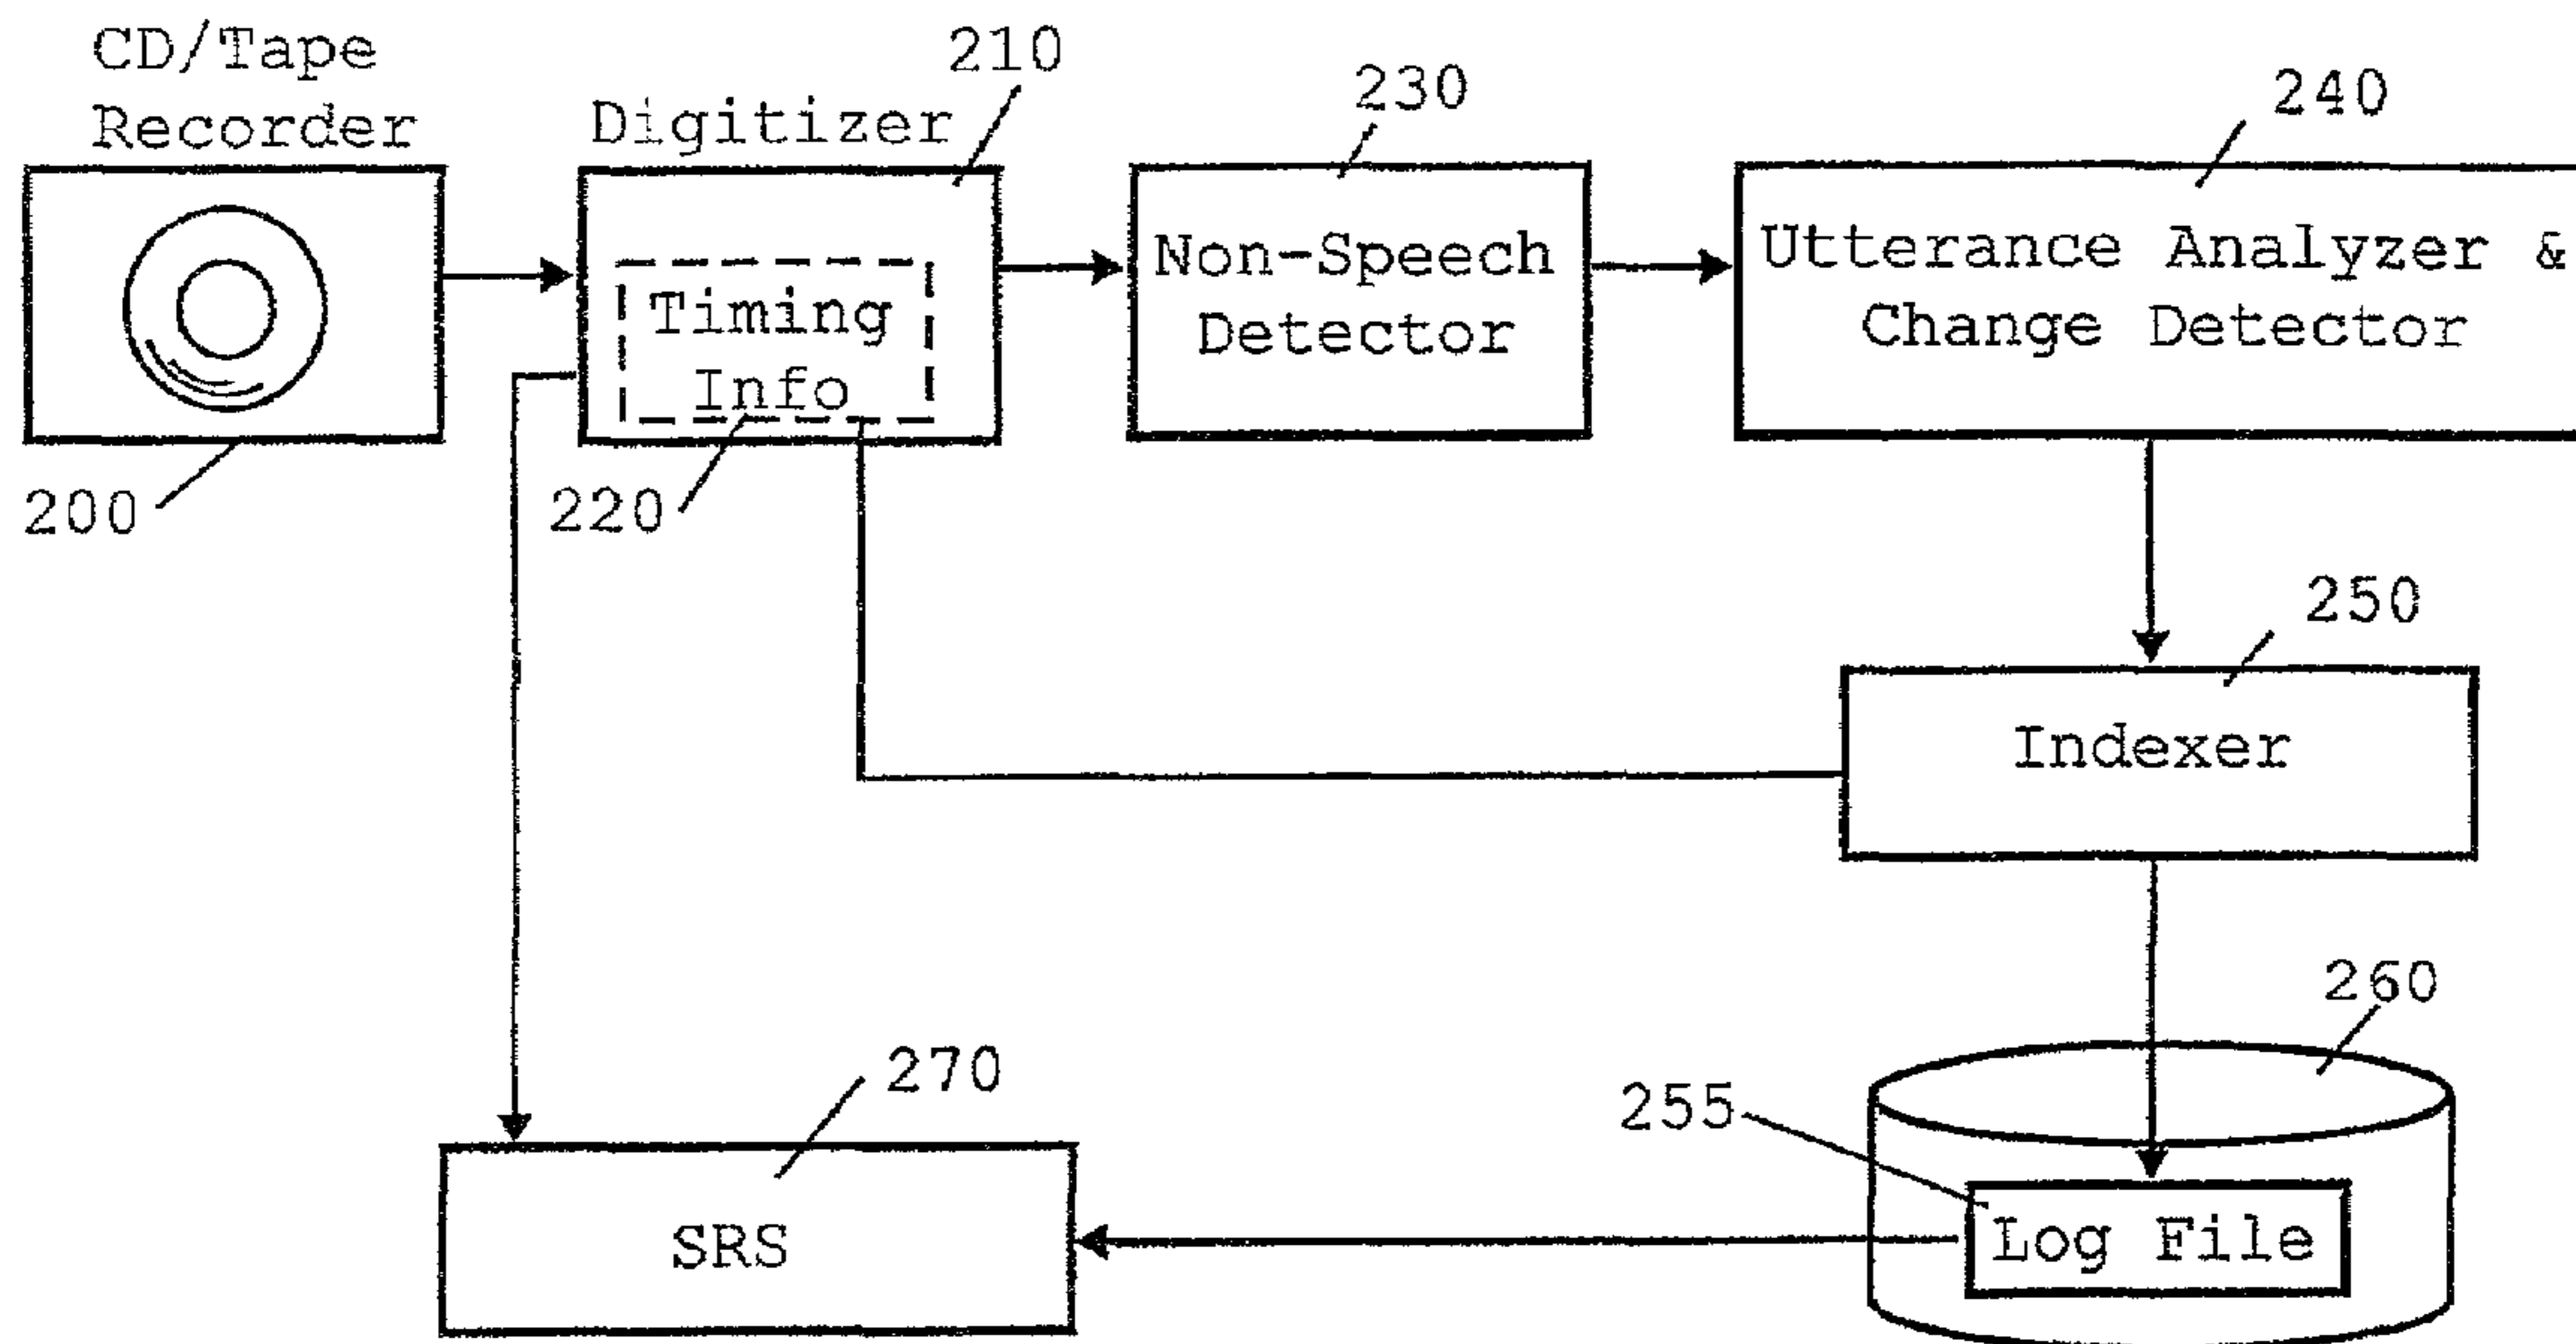 CD/Tape
Recorder
200
Digitizer
210
Timing
Info
220
230
Non-Speech
Detector
240
Utterance Analyzer &
Change Detector
250
Indexer
260
255
Log File
270
SRS